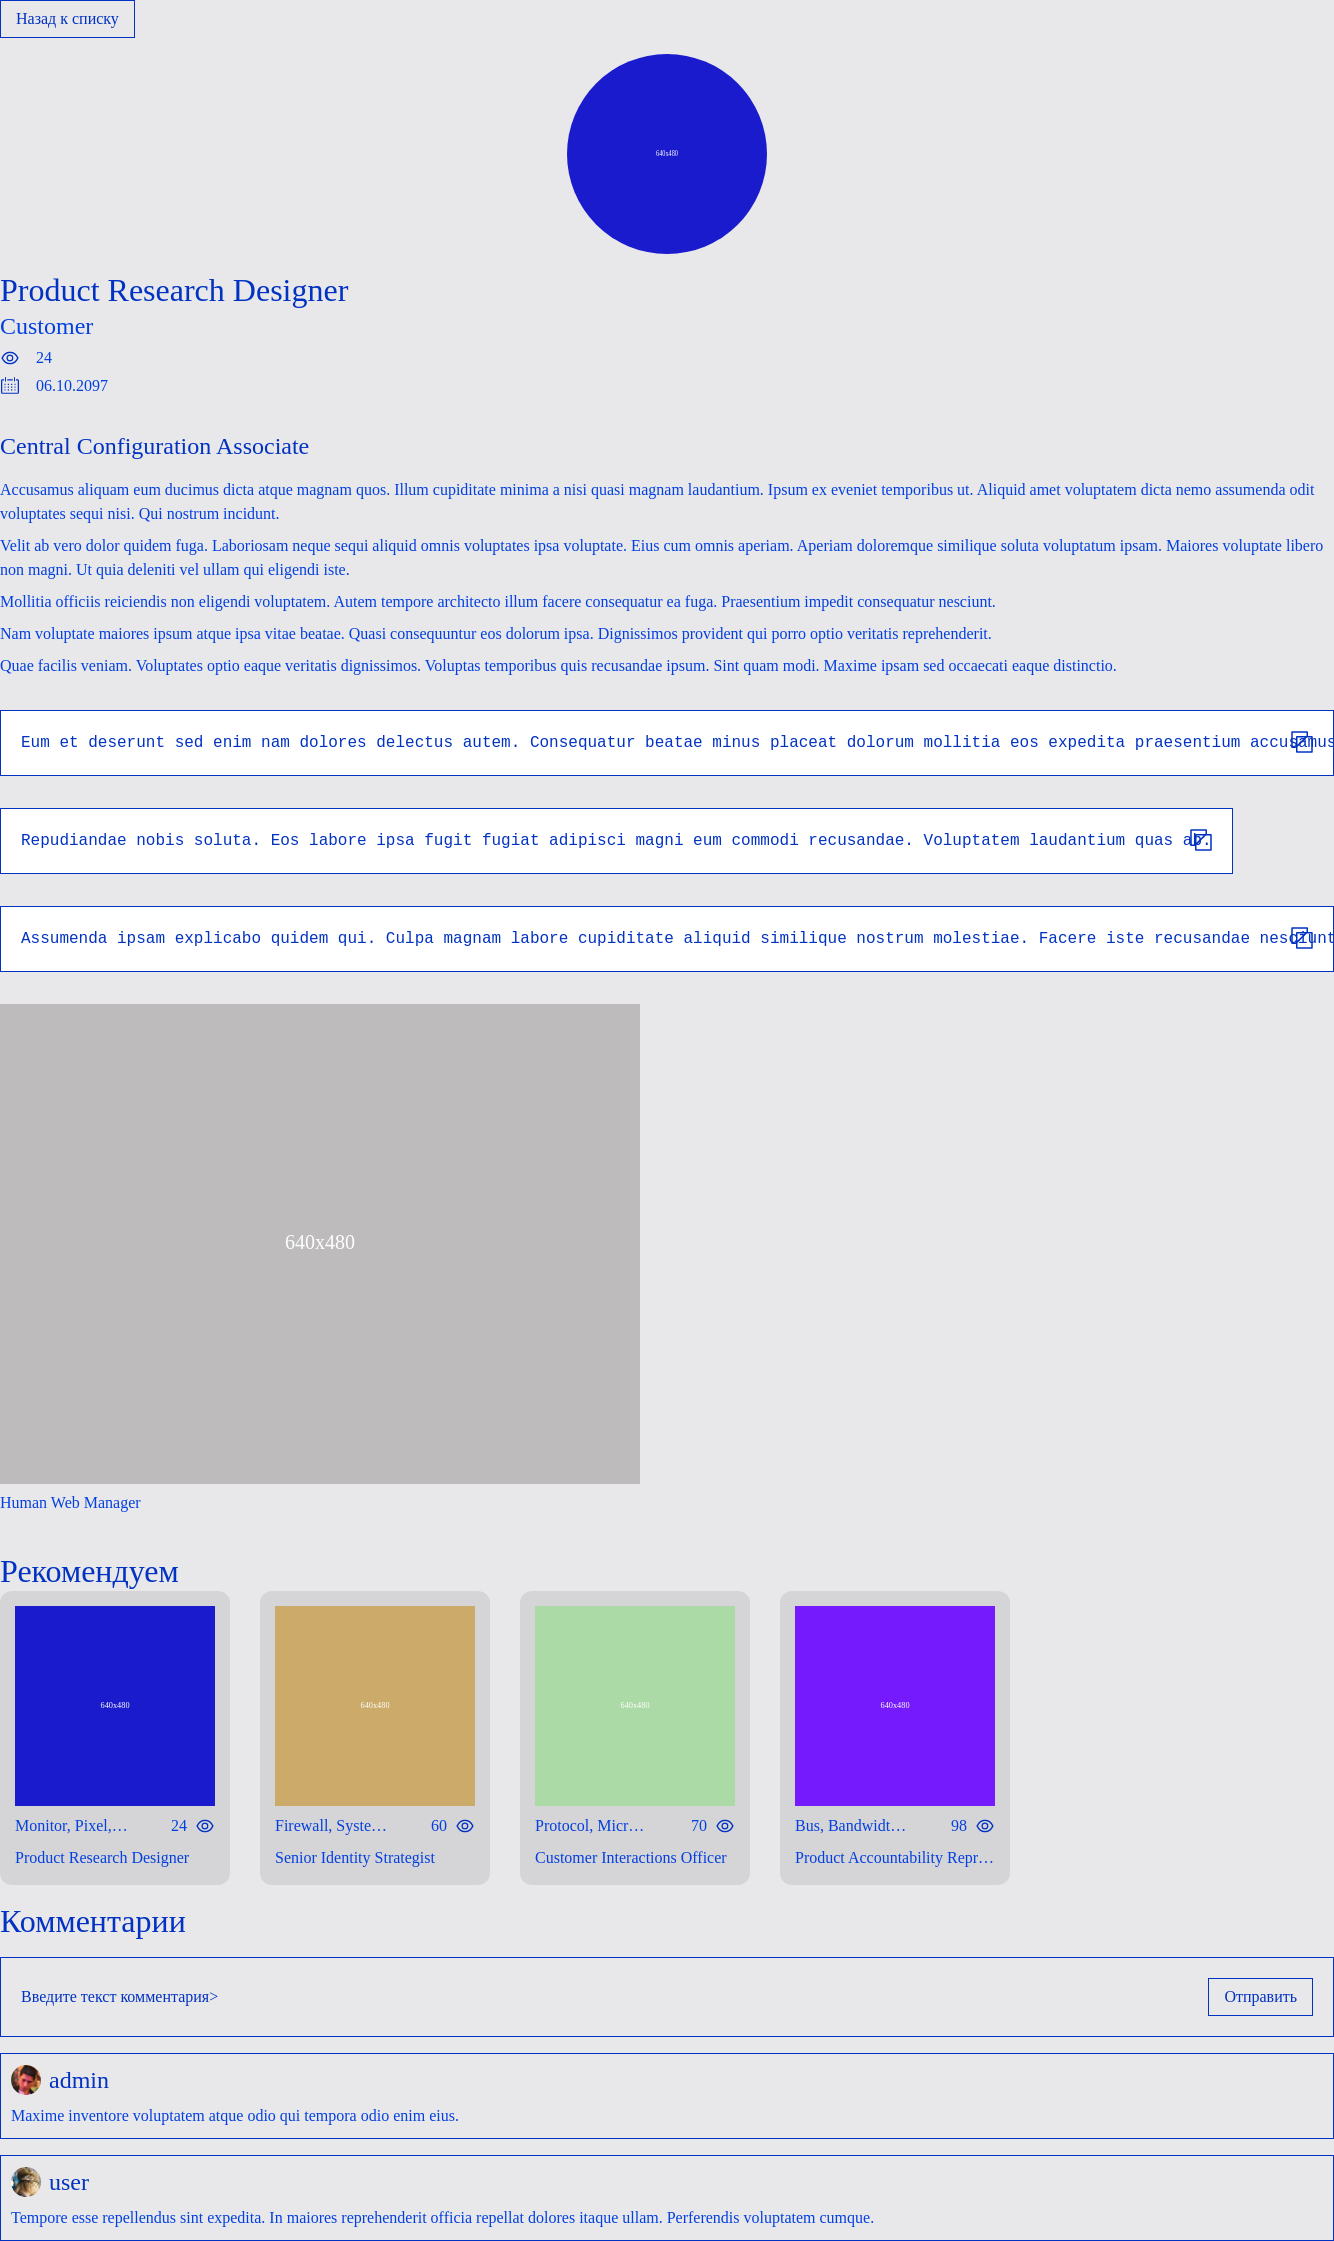 Назад к списку
640x480
Product Research Designer
Customer
24
06.10.2097
Central Configuration Associate
Accusamus aliquam eum ducimus dicta atque magnam quos. Illum cupiditate minima a nisi quasi magnam laudantium. Ipsum ex eveniet temporibus ut. Aliquid amet voluptatem dicta nemo assumenda odit
voluptates sequi nisi. Qui nostrum incidunt.
Velit ab vero dolor quidem fuga. Laboriosam neque sequi aliquid omnis voluptates ipsa voluptate. Eius cum omnis aperiam. Aperiam doloremque similique soluta voluptatum ipsam. Maiores voluptate libero
non magni. Ut quia deleniti vel ullam qui eligendi iste.
Mollitia officiis reiciendis non eligendi voluptatem. Autem tempore architecto illum facere consequatur ea fuga. Praesentium impedit consequatur nesciunt.
Nam voluptate maiores ipsum atque ipsa vitae beatae. Quasi consequuntur eos dolorum ipsa. Dignissimos provident qui porro optio veritatis reprehenderit.
Quae facilis veniam. Voluptates optio eaque veritatis dignissimos. Voluptas temporibus quis recusandae ipsum. Sint quam modi. Maxime ipsam sed occaecati eaque distinctio.
Eum et deserunt sed enim nam dolores delectus autem. Consequatur beatae minus placeat dolorum mollitia eos expedita praesentium accusamus
Repudiandae nobis soluta. Eos labore ipsa fugit fugiat adipisci magni eum commodi recusandae. Voluptatem laudantium quas ab.
Assumenda ipsam explicabo quidem qui. Culpa magnam labore cupiditate aliquid similique nostrum molestiae. Facere iste recusandae nesciunt
640x480
Human Web Manager
Рекомендуем
640x480 640x480 640x480 640x480
Monitor, Pixel,… 24 Firewall, Syste… 60 Protocol, Micr… 70 Bus, Bandwidt… 98
Product Research Designer Senior Identity Strategist Customer Interactions Officer Product Accountability Repr…
Комментарии
Введите текст комментария> Отправить
admin
Maxime inventore voluptatem atque odio qui tempora odio enim eius.
user
Tempore esse repellendus sint expedita. In maiores reprehenderit officia repellat dolores itaque ullam. Perferendis voluptatem cumque.